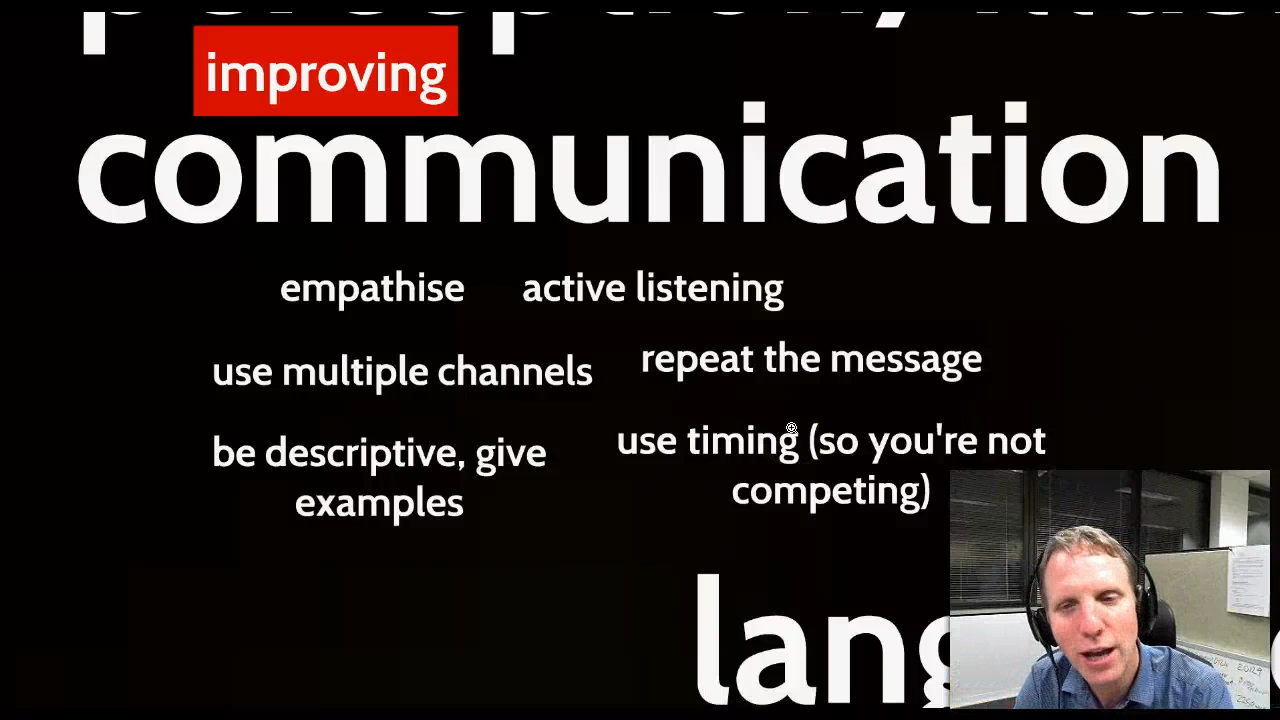 improving
communication
empathise
active listening
use multiple channels
repeat the message
be descriptive, give
examples
use timing (so you're not
competing)